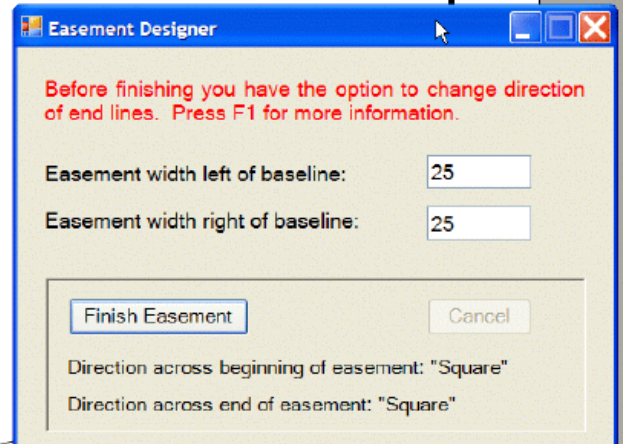 Easement Designer
Before finishing you have the option to change direction
of end lines. Press F1 for more information.
Easement width left of baseline: 25
Easement width right of baseline: 25
Finish Easement Cancel
Direction across beginning of easement: "Square"
Direction across end of easement: "Square"